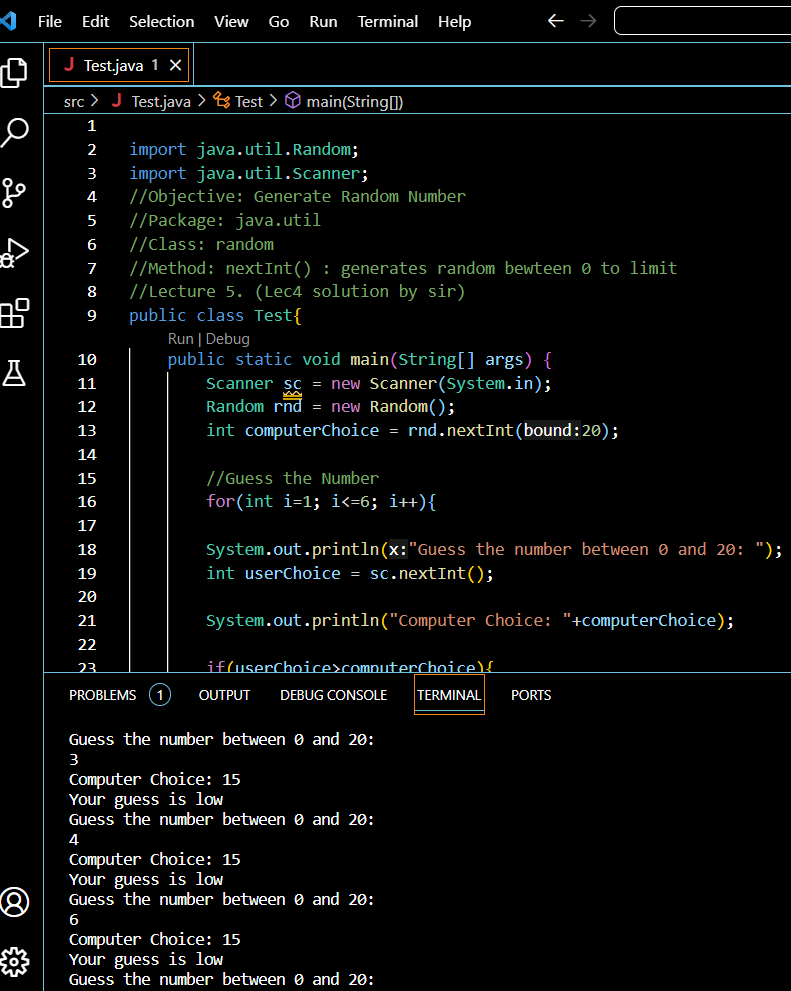 File Edit Selection View Go Run Terminal Help
Test.java 1
src > Test.java > Test > main(String[])
1
2 import java.util.Random;
3 import java.util.Scanner;
4 //Objective: Generate Random Number
5 //Package: java.util
6 //Class: random
7 //Method: nextInt() : generates random bewteen 0 to limit
8 //Lecture 5. (Lec4 solution by sir)
9 public class Test{
Run | Debug
10 public static void main(String[] args) {
11 Scanner sc = new Scanner(System.in);
12 Random rnd = new Random();
13 int computerChoice = rnd.nextInt(bound:20);
14
15 //Guess the Number
16 for(int i=1; i<=6; i++){
17
18 System.out.println(x:"Guess the number between 0 and 20: ");
19 int userChoice = sc.nextInt();
20
21 System.out.println("Computer Choice: "+computerChoice);
22
23 if(userChoice>computerChoice){
PROBLEMS 1 OUTPUT DEBUG CONSOLE TERMINAL PORTS
Guess the number between 0 and 20:
3
Computer Choice: 15
Your guess is low
Guess the number between 0 and 20:
4
Computer Choice: 15
Your guess is low
Guess the number between 0 and 20:
6
Computer Choice: 15
Your guess is low
Guess the number between 0 and 20: